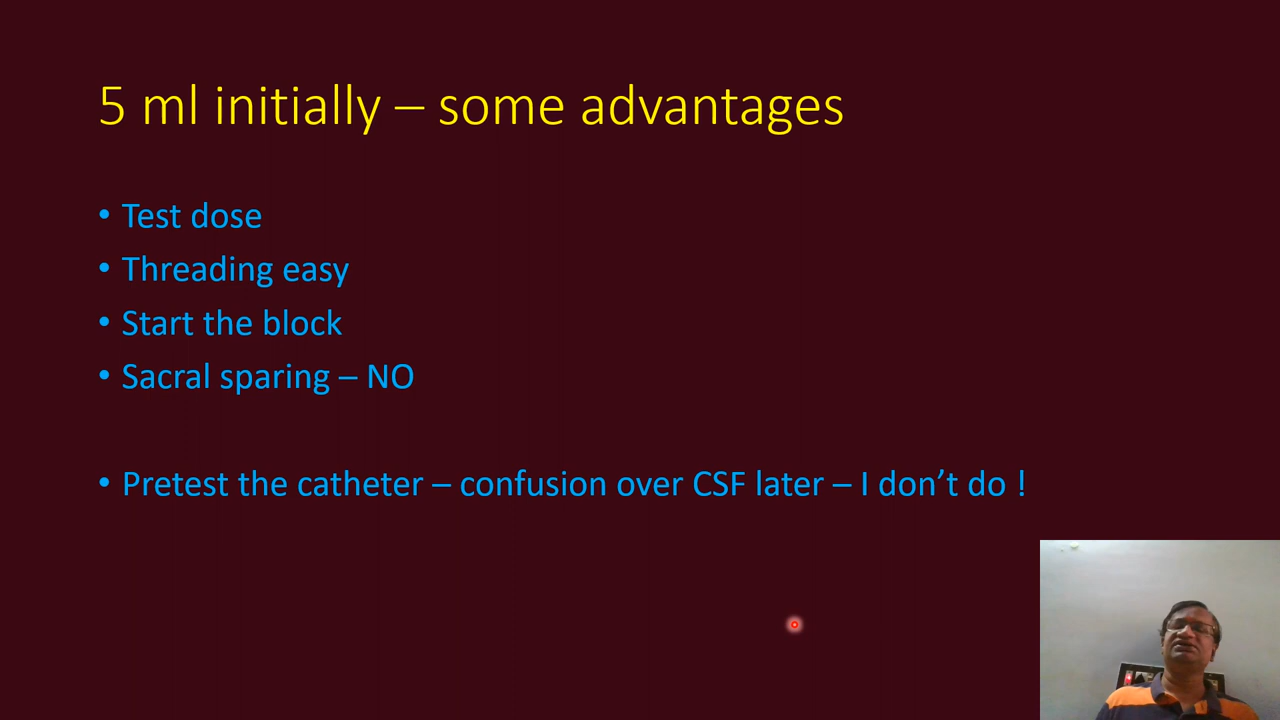 5 ml initially – some advantages
• Test dose
• Threading easy
• Start the block
• Sacral sparing – NO
• Pretest the catheter – confusion over CSF later – I don’t do !